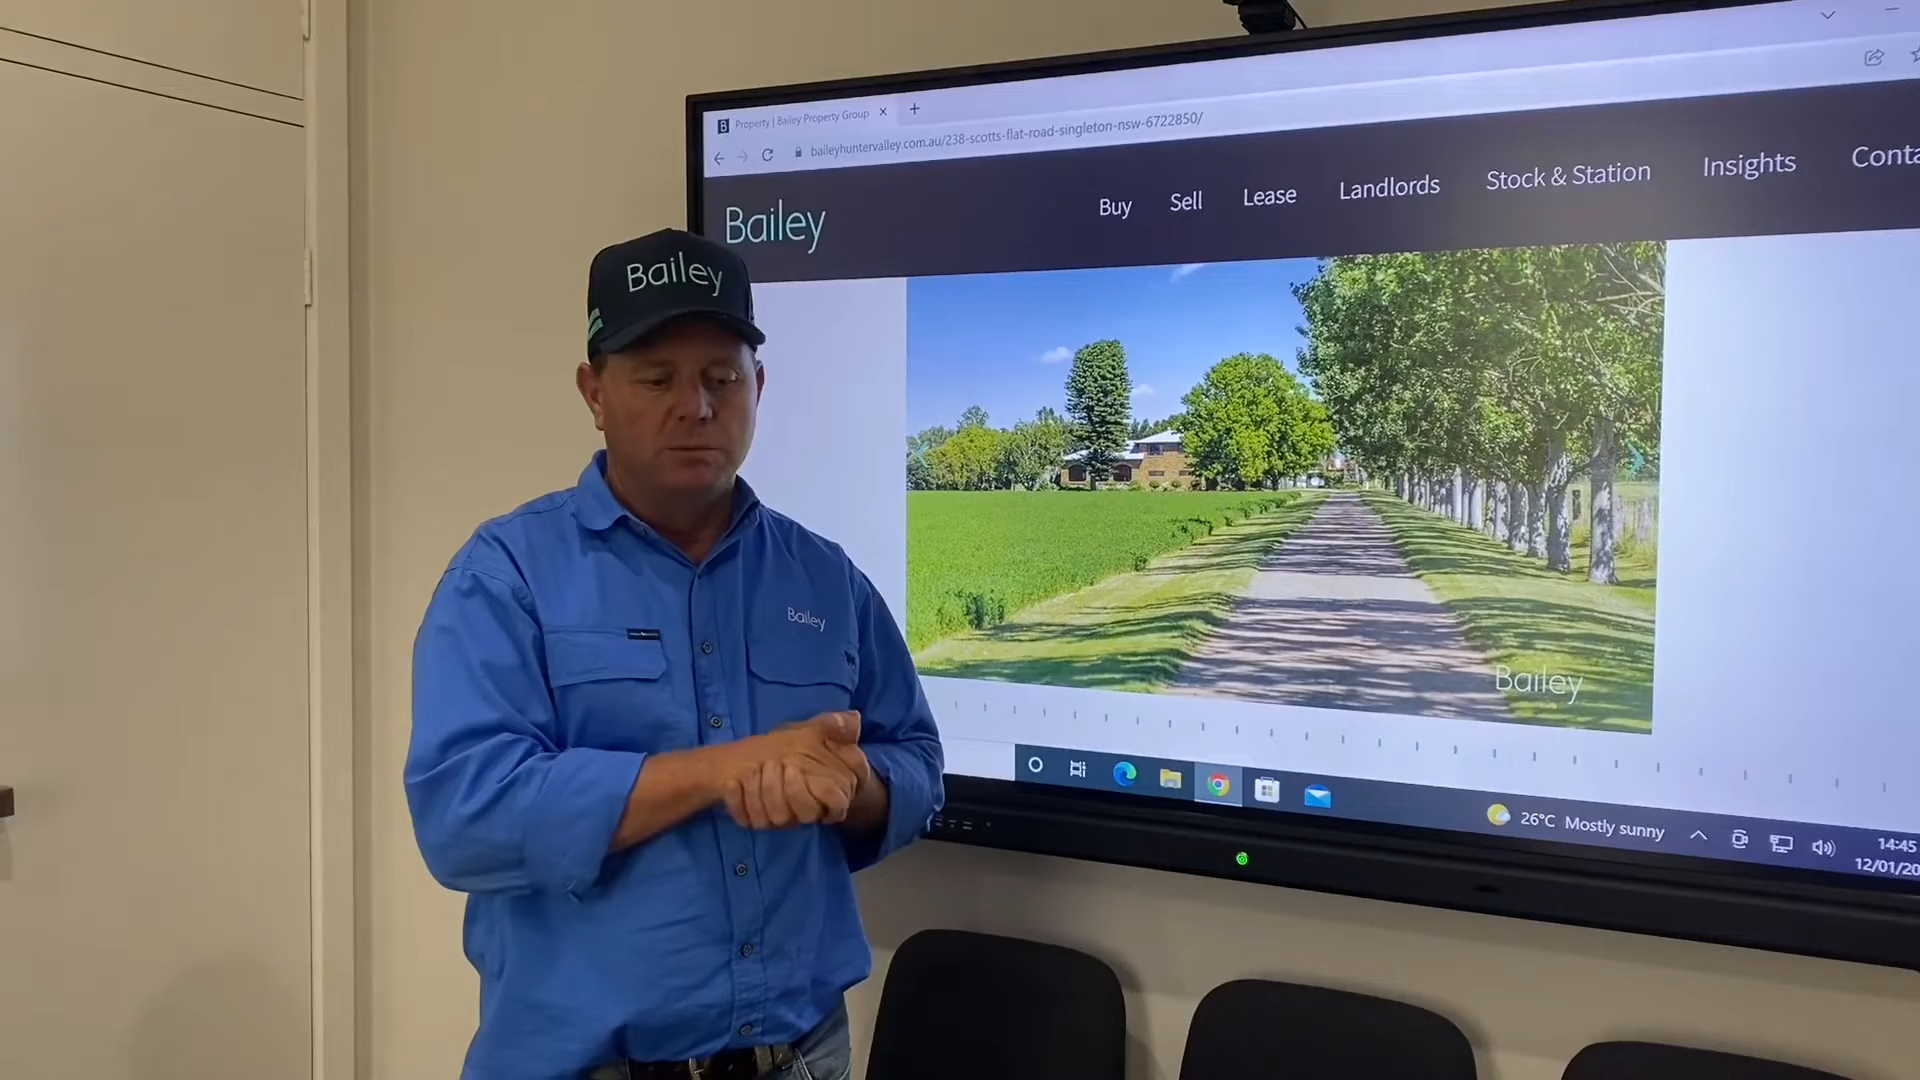 Property | Bailey Property Group
baileyhuntervalley.com.au/238-scotts-flat-road-singleton-nsw-6722850/
Bailey
Buy Sell Lease Landlords Stock & Station Insights Conta
Bailey
Bailey
Bailey
26°C Mostly sunny
14:45
12/01/20